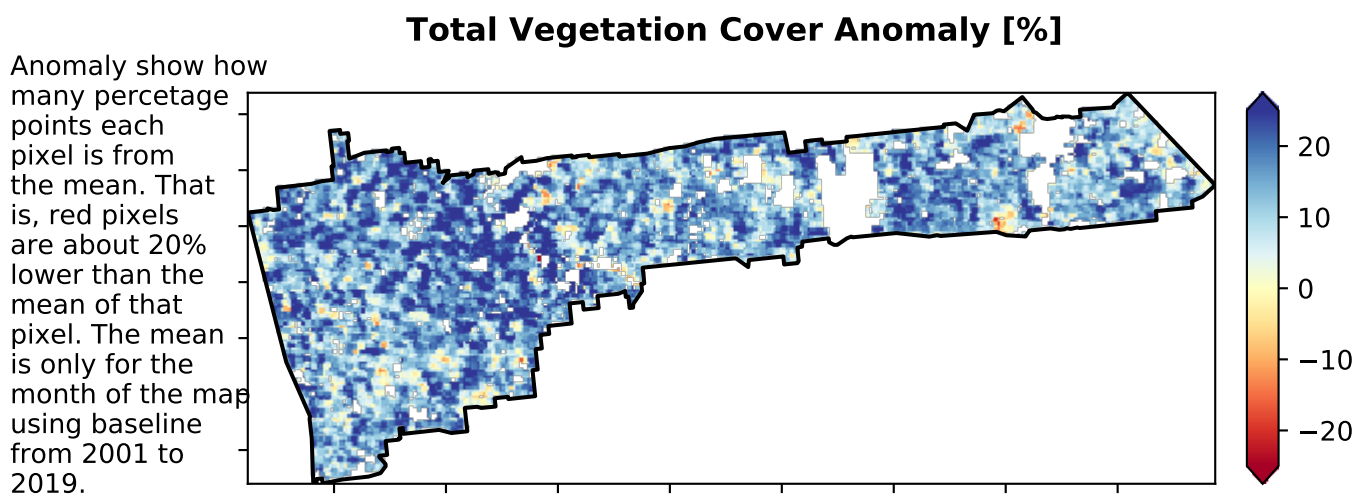 Total Vegetation Cover Anomaly [%]
Anomaly show how
many percetage
points each
pixel is from
the mean. That
is, red pixels
are about 20%
lower than the
mean of that
pixel. The mean
is only for the
month of the map
using baseline
from 2001 to
2019.
20
10
0
−10
−20